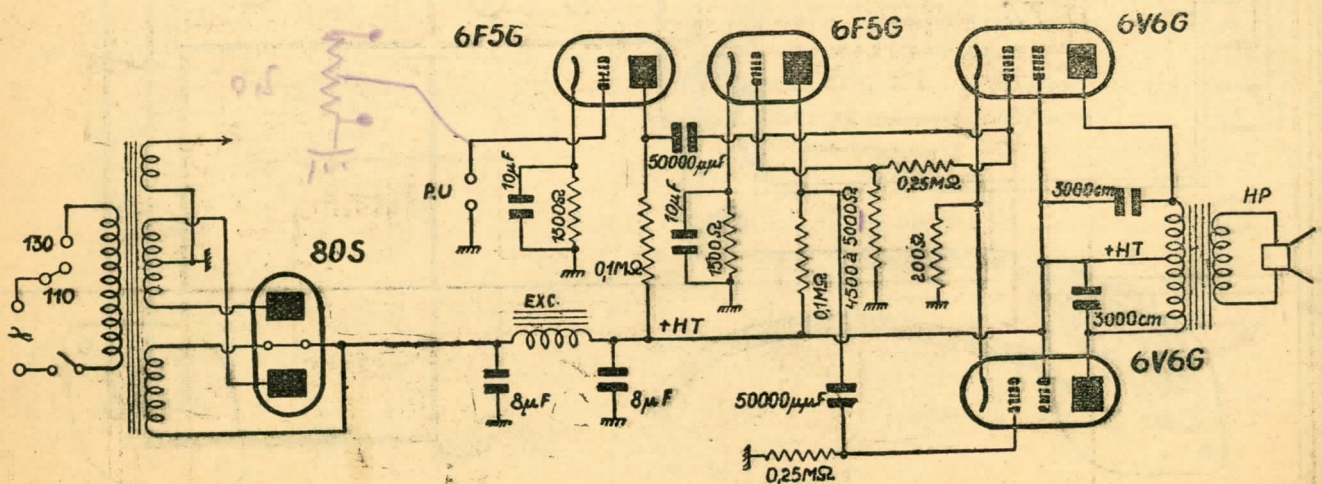 6F5G
6F5G
6V6G
P.U
10µF
1500Ω
50000µµF
0,1MΩ
10µF
1500Ω
0,1MΩ
0,25MΩ
4500 à 5000Ω
200Ω
3000cm
+HT
3000cm
HP
130
110
80S
EXC.
+HT
8µF
8µF
50000µµF
0,25MΩ
6V6G